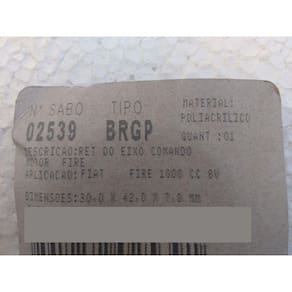 Nº SABO TIPO MATERIAL:
02539 BRGP POLIACRILICO
QUANT :01
DESCRICAO:RET DO EIXO COMANDO
MOTOR FIRE
APLICACAO:FIAT FIRE 1000 CC 8V
DIMENSOES:30.0 X 42.0 X 7.0 MM